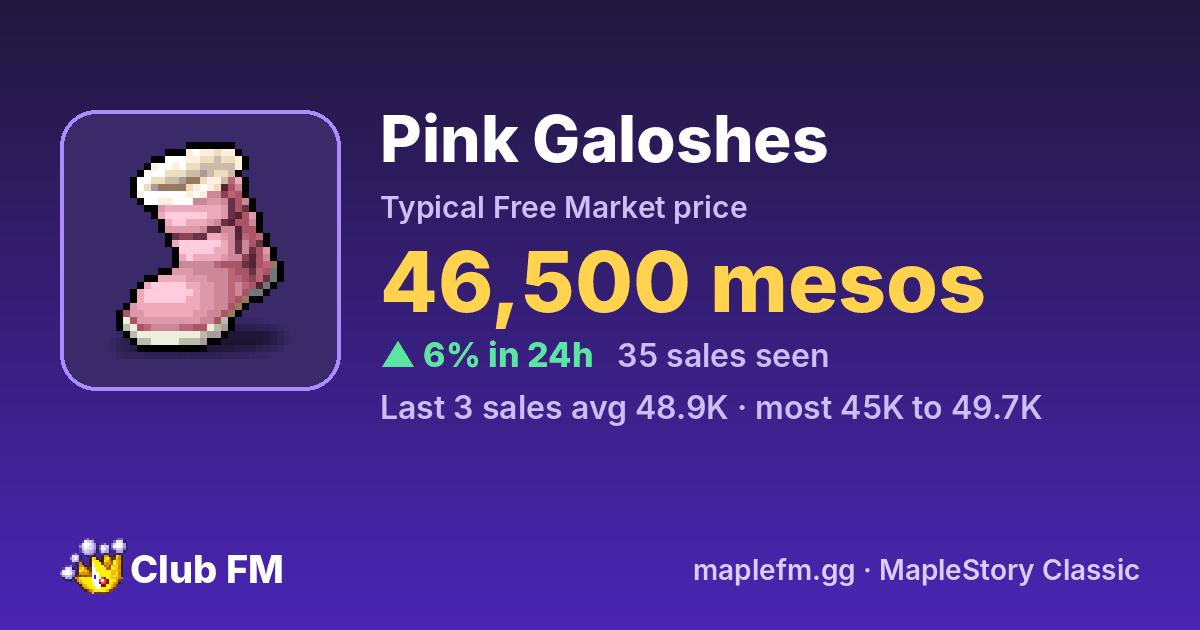 Pink Galoshes
Typical Free Market price
46,500 mesos
▲ 6% in 24h 35 sales seen
Last 3 sales avg 48.9K · most 45K to 49.7K
Club FM
maplefm.gg · MapleStory Classic